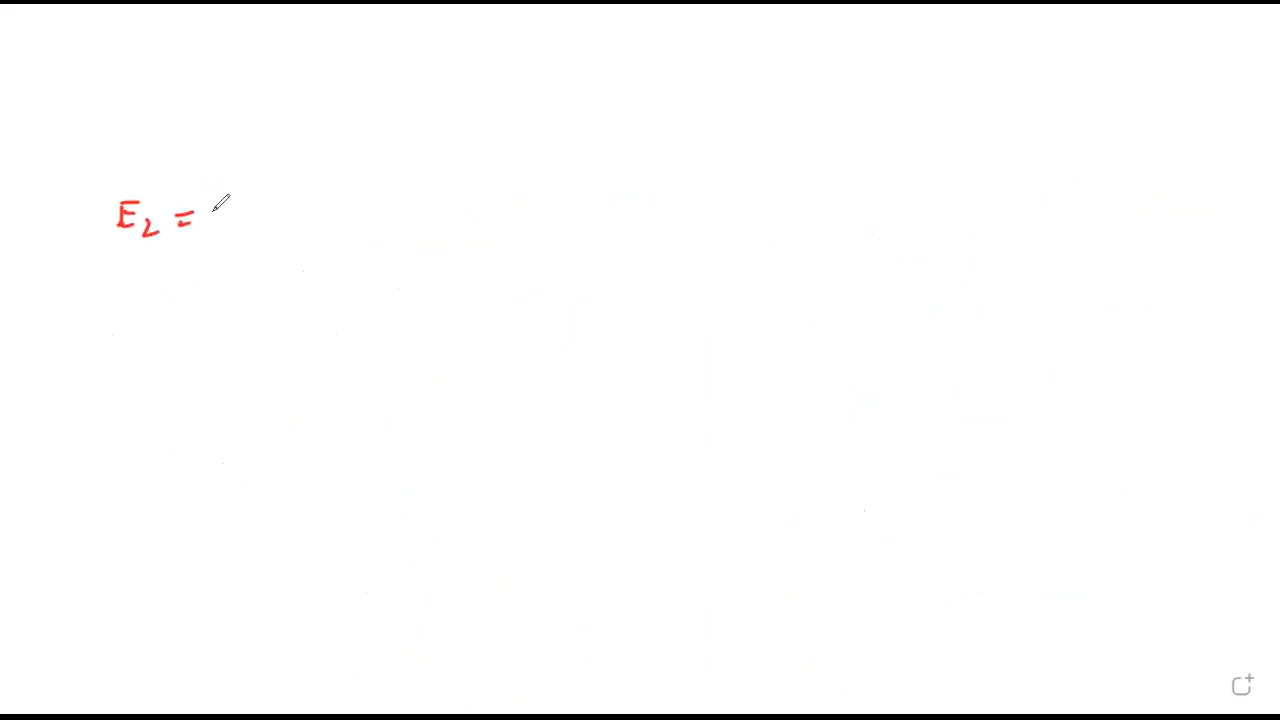 E₂ =